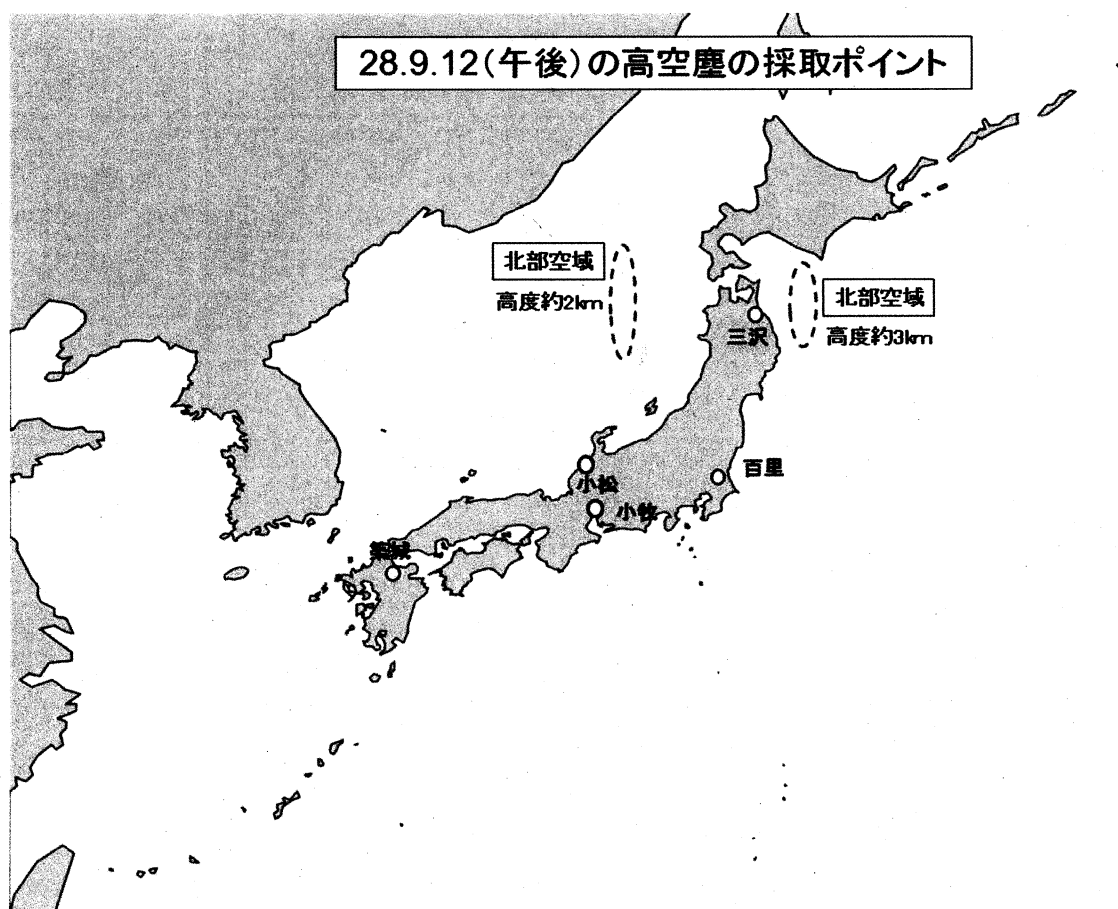 28.9.12(午後)の高空塵の採取ポイント
北部空域
高度約2km
北部空域
高度約3km
三沢
百里
小松
小牧
築城